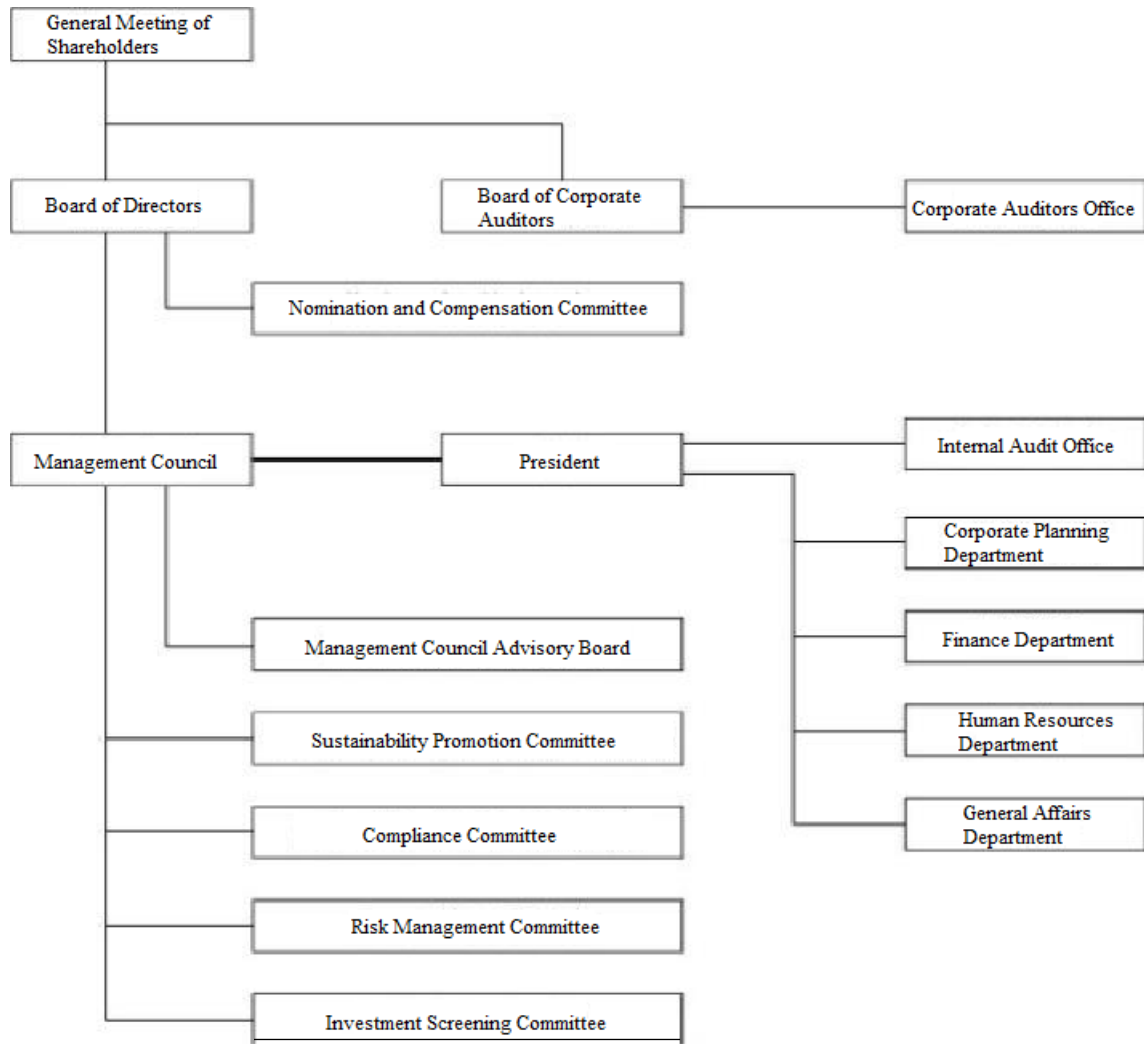 General Meeting of
Shareholders
Board of Directors
Board of Corporate
Auditors
Corporate Auditors Office
Nomination and Compensation Committee
Management Council
President
Internal Audit Office
Corporate Planning
Department
Finance Department
Management Council Advisory Board
Human Resources
Department
Sustainability Promotion Committee
General Affairs
Department
Compliance Committee
Risk Management Committee
Investment Screening Committee